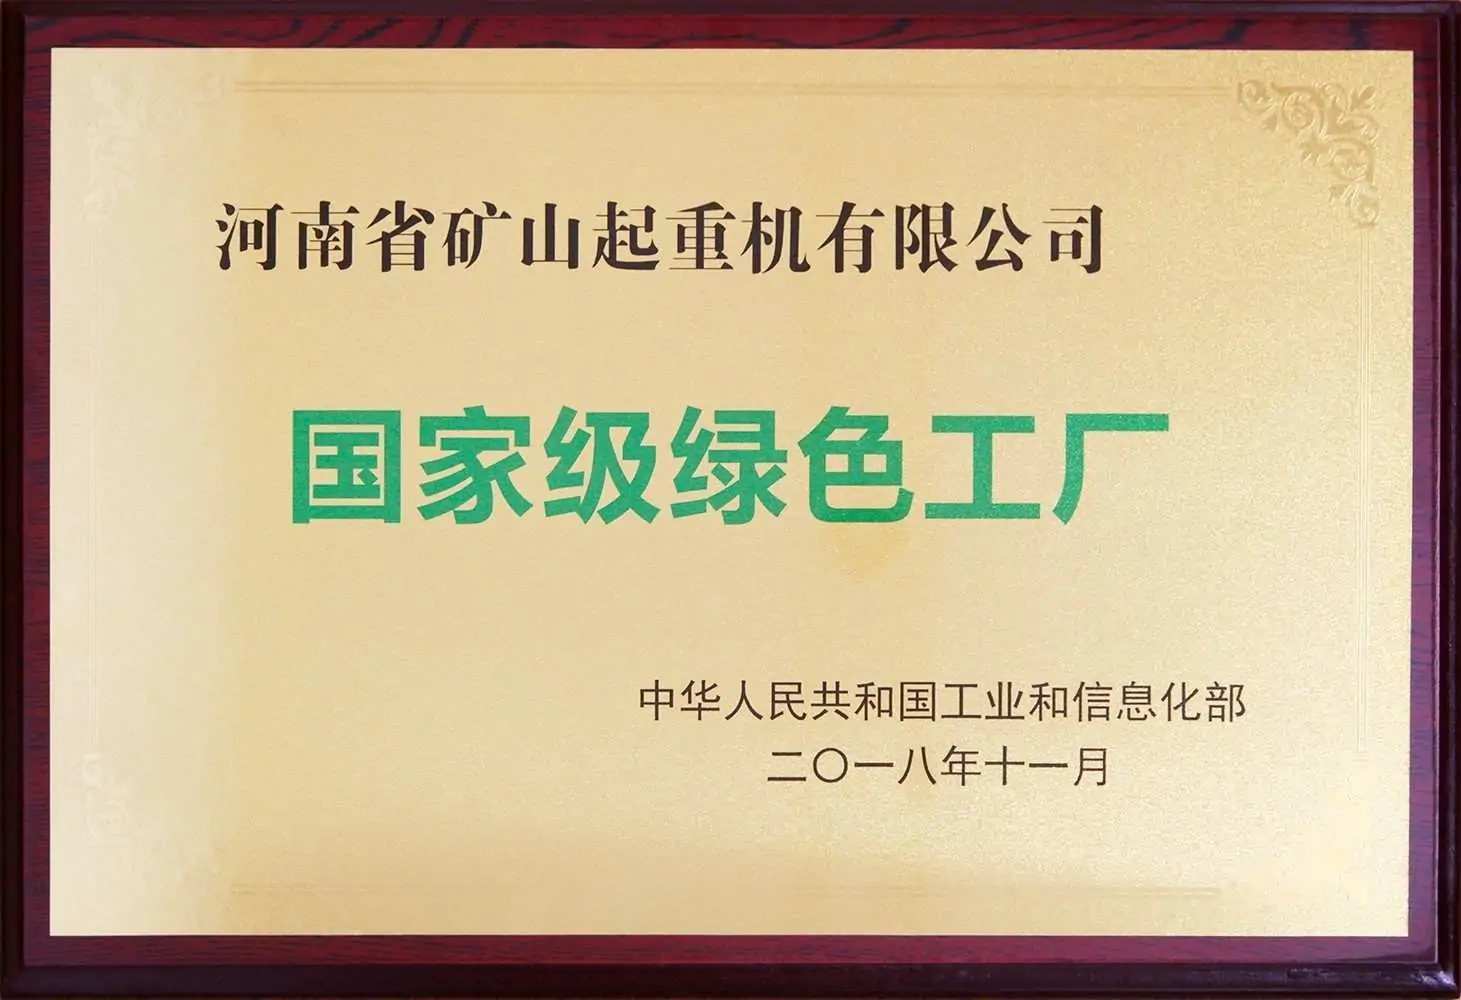 河南省矿山起重机有限公司
国家级绿色工厂
中华人民共和国工业和信息化部
二〇一八年十一月